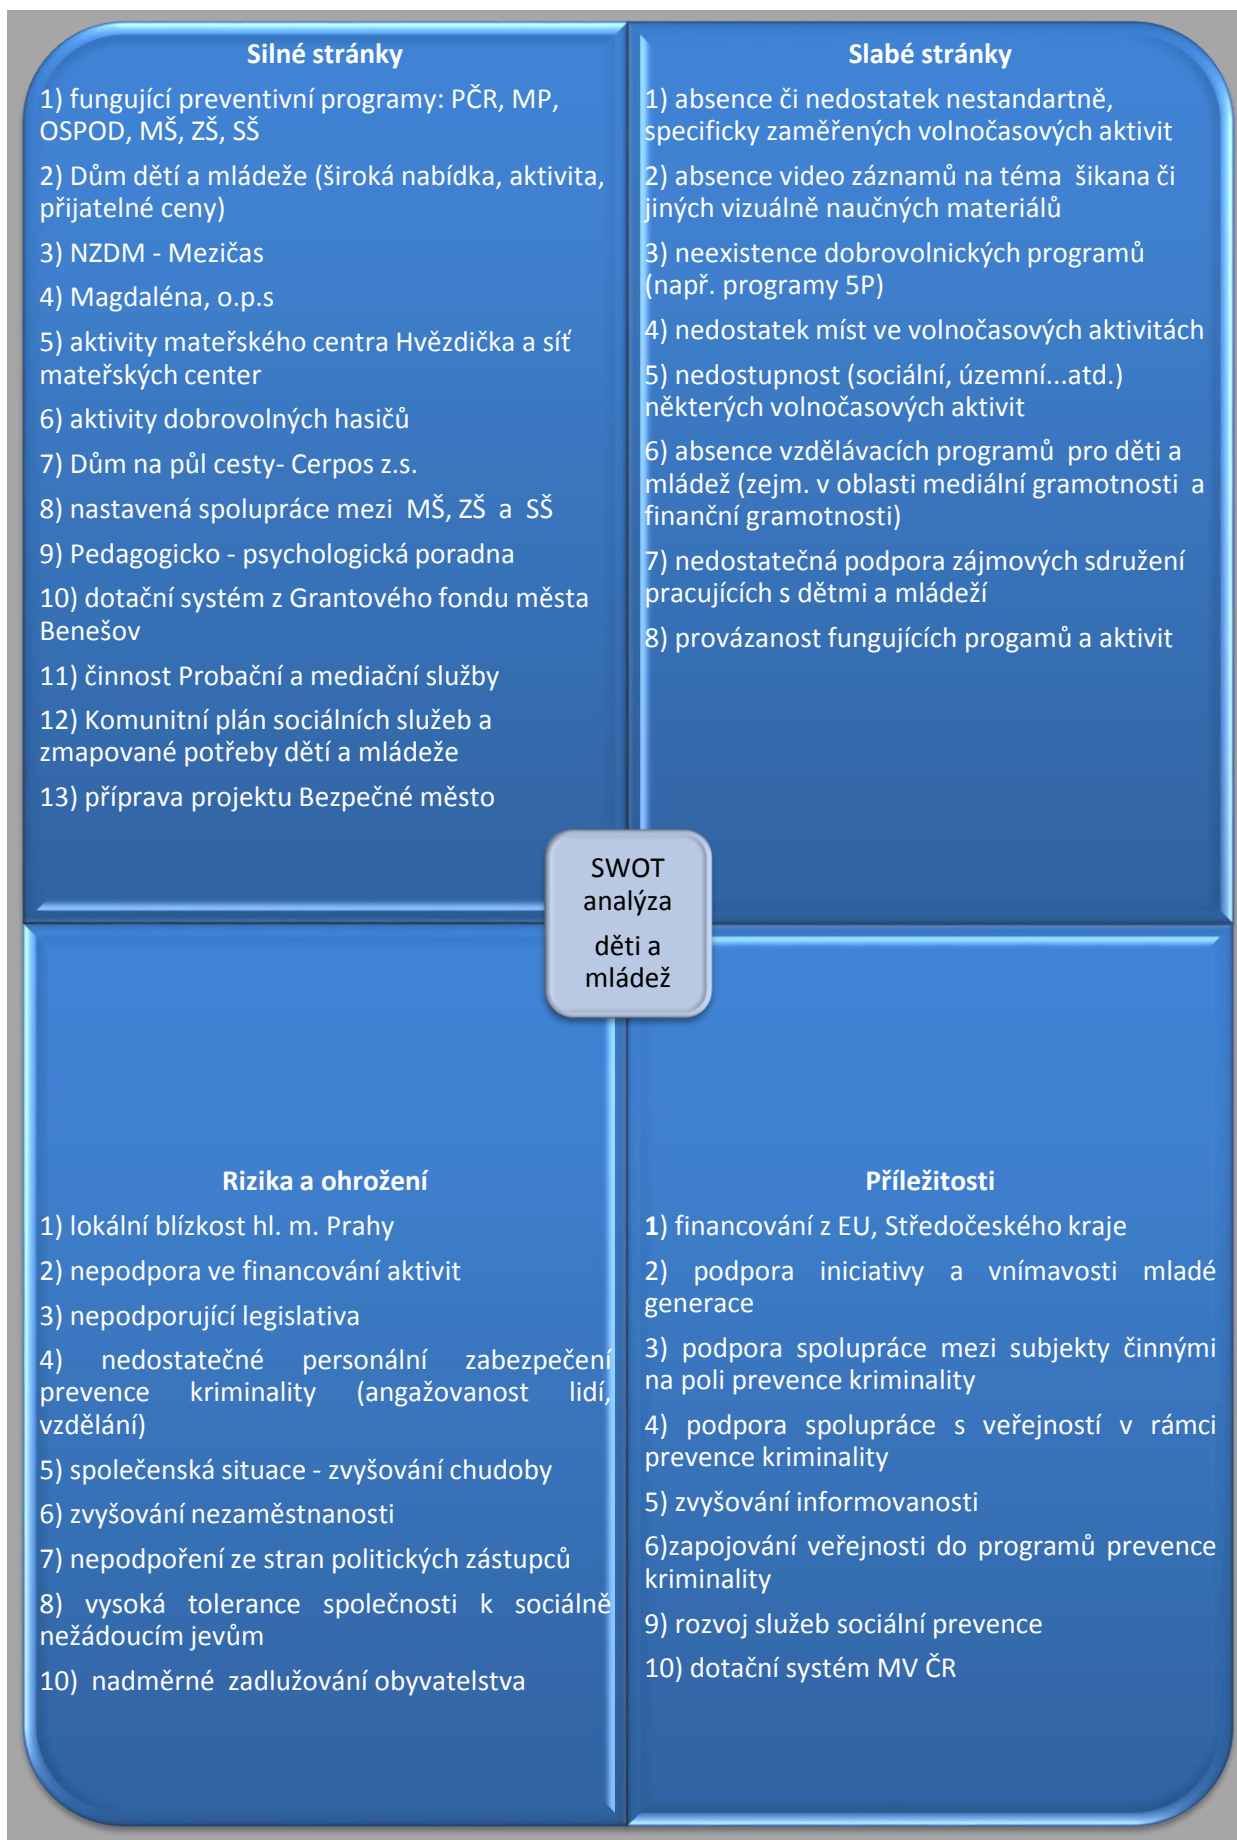 Silné stránky
1) fungující preventivní programy: PČR, MP,
OSPOD, MŠ, ZŠ, SŠ
2) Dům dětí a mládeže (široká nabídka, aktivita,
přijatelné ceny)
3) NZDM - Mezičas
4) Magdaléna, o.p.s
5) aktivity mateřského centra Hvězdička a síť
mateřských center
6) aktivity dobrovolných hasičů
7) Dům na půl cesty- Cerpos z.s.
8) nastavená spolupráce mezi  MŠ, ZŠ  a  SŠ
9) Pedagogicko - psychologická poradna
10) dotační systém z Grantového fondu města
Benešov
11) činnost Probační a mediační služby
12) Komunitní plán sociálních služeb a
zmapované potřeby dětí a mládeže
13) příprava projektu Bezpečné město
Slabé stránky
1) absence či nedostatek nestandartně,
specificky zaměřených volnočasových aktivit
2) absence video záznamů na téma  šikana či
jiných vizuálně naučných materiálů
3) neexistence dobrovolnických programů
(např. programy 5P)
4) nedostatek míst ve volnočasových aktivitách
5) nedostupnost (sociální, územní...atd.)
některých volnočasových aktivit
6) absence vzdělávacích programů  pro děti a
mládež (zejm. v oblasti mediální gramotnosti  a
finanční gramotnosti)
7) nedostatečná podpora zájmových sdružení
pracujících s dětmi a mládeží
8) provázanost fungujících progamů a aktivit
SWOT
analýza
děti a
mládež
Rizika a ohrožení
1) lokální blízkost hl. m. Prahy
2) nepodpora ve financování aktivit
3) nepodporující legislativa
4) nedostatečné personální zabezpečení
prevence kriminality (angažovanost lidí,
vzdělání)
5) společenská situace - zvyšování chudoby
6) zvyšování nezaměstnanosti
7) nepodpoření ze stran politických zástupců
8) vysoká tolerance společnosti k sociálně
nežádoucím jevům
10)  nadměrné  zadlužování obyvatelstva
Příležitosti
1) financování z EU, Středočeského kraje
2) podpora iniciativy a vnímavosti mladé
generace
3) podpora spolupráce mezi subjekty činnými
na poli prevence kriminality
4) podpora spolupráce s veřejností v rámci
prevence kriminality
5) zvyšování informovanosti
6)zapojování veřejnosti do programů prevence
kriminality
9) rozvoj služeb sociální prevence
10) dotační systém MV ČR